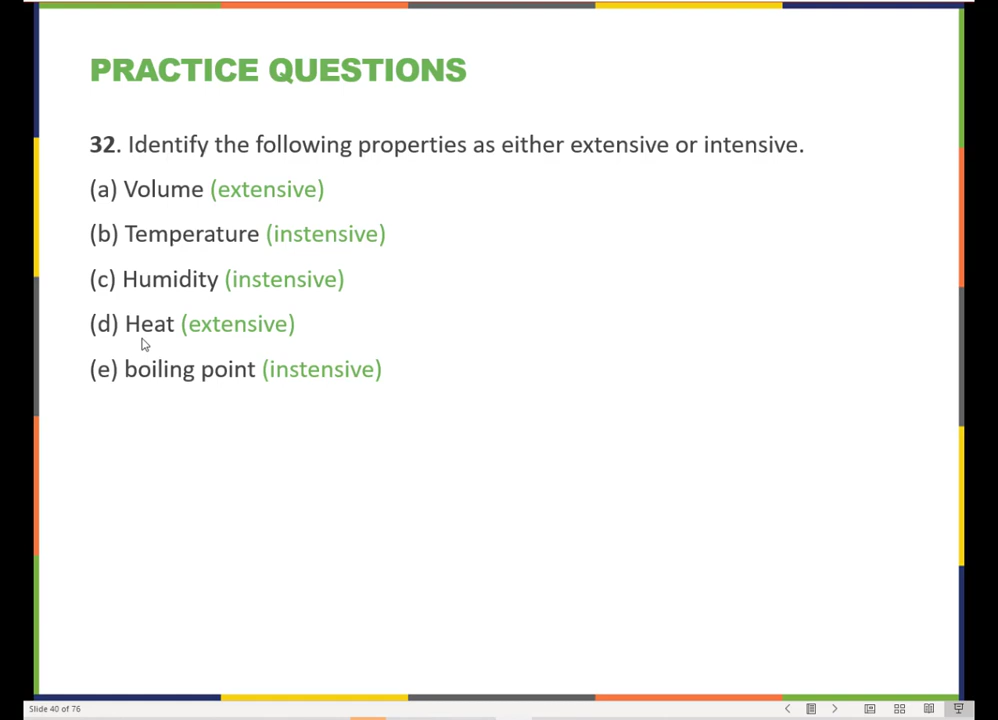 PRACTICE QUESTIONS
32. Identify the following properties as either extensive or intensive.
(a) Volume (extensive)
(b) Temperature (instensive)
(c) Humidity (instensive)
(d) Heat (extensive)
(e) boiling point (instensive)
Slide 40 of 76